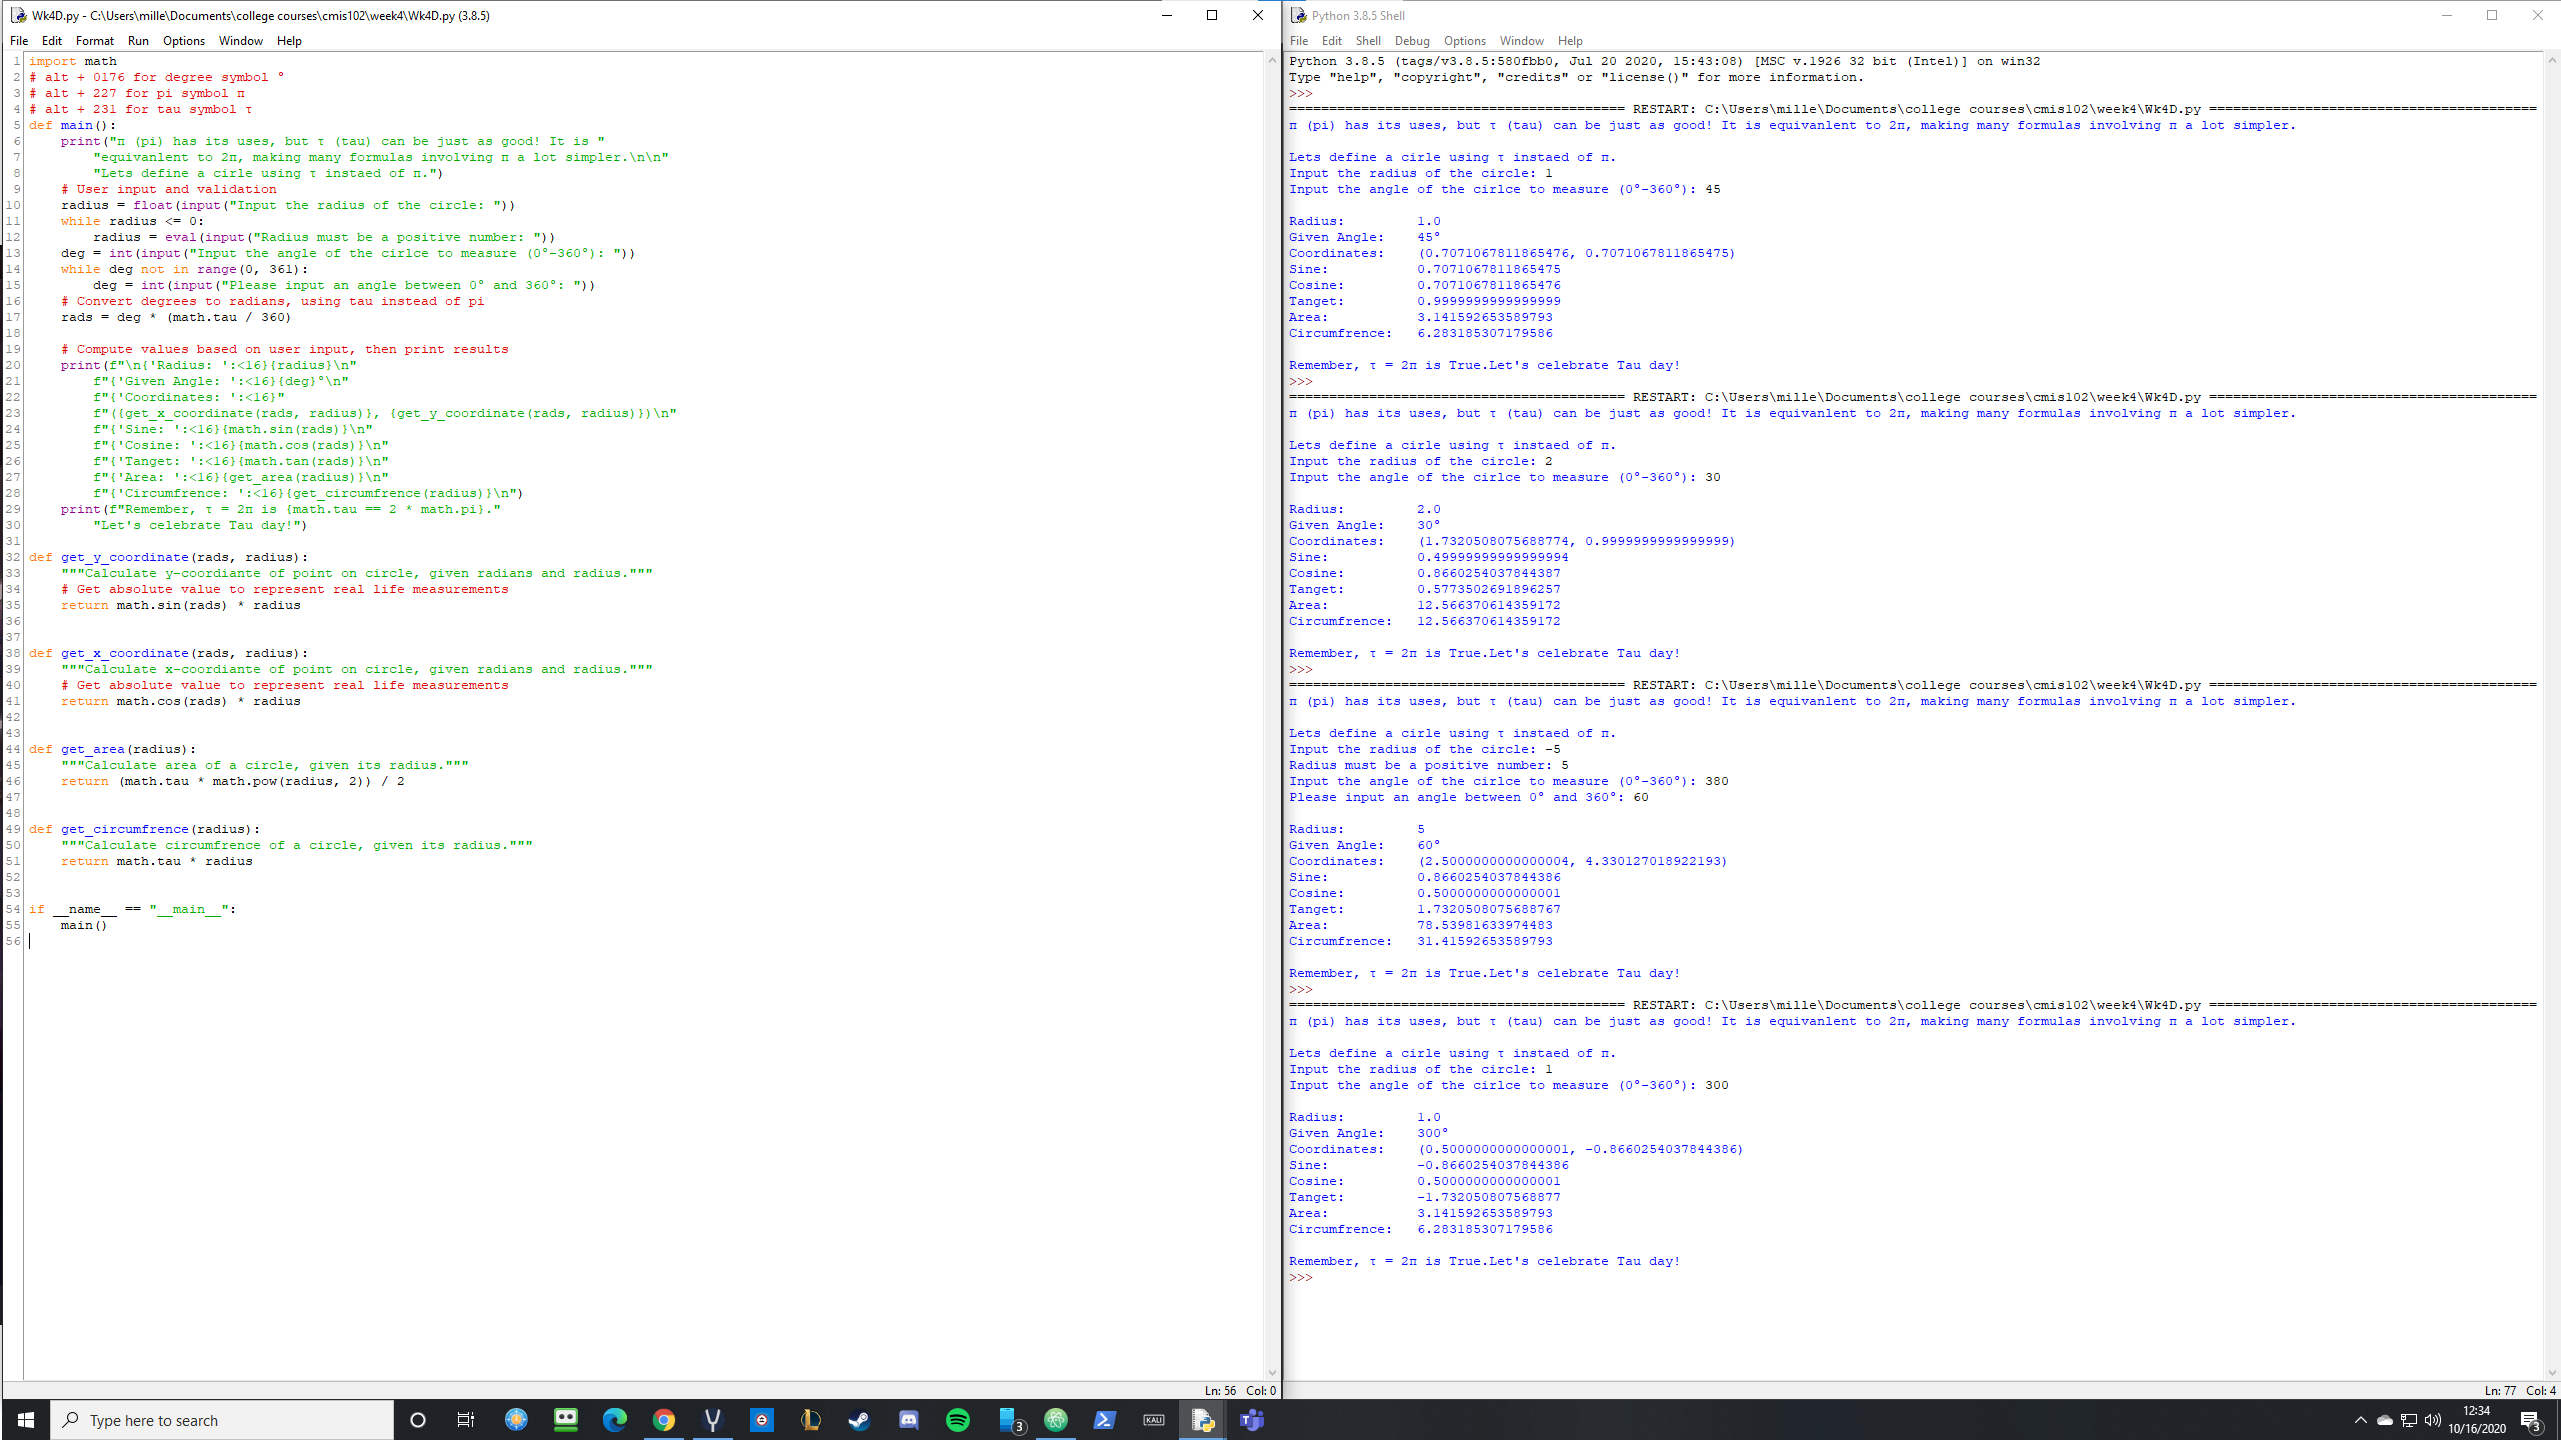 Wk4D.py - C:\Users\mille\Documents\college courses\cmis102\week4\Wk4D.py (3.8.5)
File Edit Format Run Options Window Help
1 import math
2 # alt + 0176 for degree symbol °
3 # alt + 227 for pi symbol π
4 # alt + 231 for tau symbol τ
5 def main():
6     print("π (pi) has its uses, but τ (tau) can be just as good! It is "
7         "equivanlent to 2π, making many formulas involving π a lot simpler.\n\n"
8         "Lets define a cirle using τ instaed of π.")
9     # User input and validation
10     radius = float(input("Input the radius of the circle: "))
11     while radius <= 0:
12         radius = eval(input("Radius must be a positive number: "))
13     deg = int(input("Input the angle of the cirlce to measure (0°-360°): "))
14     while deg not in range(0, 361):
15         deg = int(input("Please input an angle between 0° and 360°: "))
16     # Convert degrees to radians, using tau instead of pi
17     rads = deg * (math.tau / 360)
18
19     # Compute values based on user input, then print results
20     print(f"\n{'Radius: ':<16}{radius}\n"
21         f"{'Given Angle: ':<16}{deg}°\n"
22         f"{'Coordinates: ':<16}"
23         f"({get_x_coordinate(rads, radius)}, {get_y_coordinate(rads, radius)})\n"
24         f"{'Sine: ':<16}{math.sin(rads)}\n"
25         f"{'Cosine: ':<16}{math.cos(rads)}\n"
26         f"{'Tanget: ':<16}{math.tan(rads)}\n"
27         f"{'Area: ':<16}{get_area(radius)}\n"
28         f"{'Circumfrence: ':<16}{get_circumfrence(radius)}\n")
29     print(f"Remember, τ = 2π is {math.tau == 2 * math.pi}."
30         "Let's celebrate Tau day!")
31
32 def get_y_coordinate(rads, radius):
33     """Calculate y-coordiante of point on circle, given radians and radius."""
34     # Get absolute value to represent real life measurements
35     return math.sin(rads) * radius
36
37
38 def get_x_coordinate(rads, radius):
39     """Calculate x-coordiante of point on circle, given radians and radius."""
40     # Get absolute value to represent real life measurements
41     return math.cos(rads) * radius
42
43
44 def get_area(radius):
45     """Calculate area of a circle, given its radius."""
46     return (math.tau * math.pow(radius, 2)) / 2
47
48
49 def get_circumfrence(radius):
50     """Calculate circumfrence of a circle, given its radius."""
51     return math.tau * radius
52
53
54 if __name__ == "__main__":
55     main()
56
Ln: 56 Col: 0
Python 3.8.5 Shell
File Edit Shell Debug Options Window Help
Python 3.8.5 (tags/v3.8.5:580fbb0, Jul 20 2020, 15:43:08) [MSC v.1926 32 bit (Intel)] on win32
Type "help", "copyright", "credits" or "license()" for more information.
>>>
========================================== RESTART: C:\Users\mille\Documents\college courses\cmis102\week4\Wk4D.py =========================================
π (pi) has its uses, but τ (tau) can be just as good! It is equivanlent to 2π, making many formulas involving π a lot simpler.

Lets define a cirle using τ instaed of π.
Input the radius of the circle: 1
Input the angle of the cirlce to measure (0°-360°): 45

Radius:         1.0
Given Angle:    45°
Coordinates:    (0.7071067811865476, 0.7071067811865475)
Sine:           0.7071067811865475
Cosine:         0.7071067811865476
Tanget:         0.9999999999999999
Area:           3.141592653589793
Circumfrence:   6.283185307179586

Remember, τ = 2π is True.Let's celebrate Tau day!
>>>
========================================== RESTART: C:\Users\mille\Documents\college courses\cmis102\week4\Wk4D.py =========================================
π (pi) has its uses, but τ (tau) can be just as good! It is equivanlent to 2π, making many formulas involving π a lot simpler.

Lets define a cirle using τ instaed of π.
Input the radius of the circle: 2
Input the angle of the cirlce to measure (0°-360°): 30

Radius:         2.0
Given Angle:    30°
Coordinates:    (1.7320508075688774, 0.9999999999999999)
Sine:           0.49999999999999994
Cosine:         0.8660254037844387
Tanget:         0.5773502691896257
Area:           12.566370614359172
Circumfrence:   12.566370614359172

Remember, τ = 2π is True.Let's celebrate Tau day!
>>>
========================================== RESTART: C:\Users\mille\Documents\college courses\cmis102\week4\Wk4D.py =========================================
π (pi) has its uses, but τ (tau) can be just as good! It is equivanlent to 2π, making many formulas involving π a lot simpler.

Lets define a cirle using τ instaed of π.
Input the radius of the circle: -5
Radius must be a positive number: 5
Input the angle of the cirlce to measure (0°-360°): 380
Please input an angle between 0° and 360°: 60

Radius:         5
Given Angle:    60°
Coordinates:    (2.5000000000000004, 4.330127018922193)
Sine:           0.8660254037844386
Cosine:         0.5000000000000001
Tanget:         1.7320508075688767
Area:           78.53981633974483
Circumfrence:   31.41592653589793

Remember, τ = 2π is True.Let's celebrate Tau day!
>>>
========================================== RESTART: C:\Users\mille\Documents\college courses\cmis102\week4\Wk4D.py =========================================
π (pi) has its uses, but τ (tau) can be just as good! It is equivanlent to 2π, making many formulas involving π a lot simpler.

Lets define a cirle using τ instaed of π.
Input the radius of the circle: 1
Input the angle of the cirlce to measure (0°-360°): 300

Radius:         1.0
Given Angle:    300°
Coordinates:    (0.5000000000000001, -0.8660254037844386)
Sine:           -0.8660254037844386
Cosine:         0.5000000000000001
Tanget:         -1.732050807568877
Area:           3.141592653589793
Circumfrence:   6.283185307179586

Remember, τ = 2π is True.Let's celebrate Tau day!
>>>
Ln: 77 Col: 4
Type here to search
3
KALI
12:34
10/16/2020
3